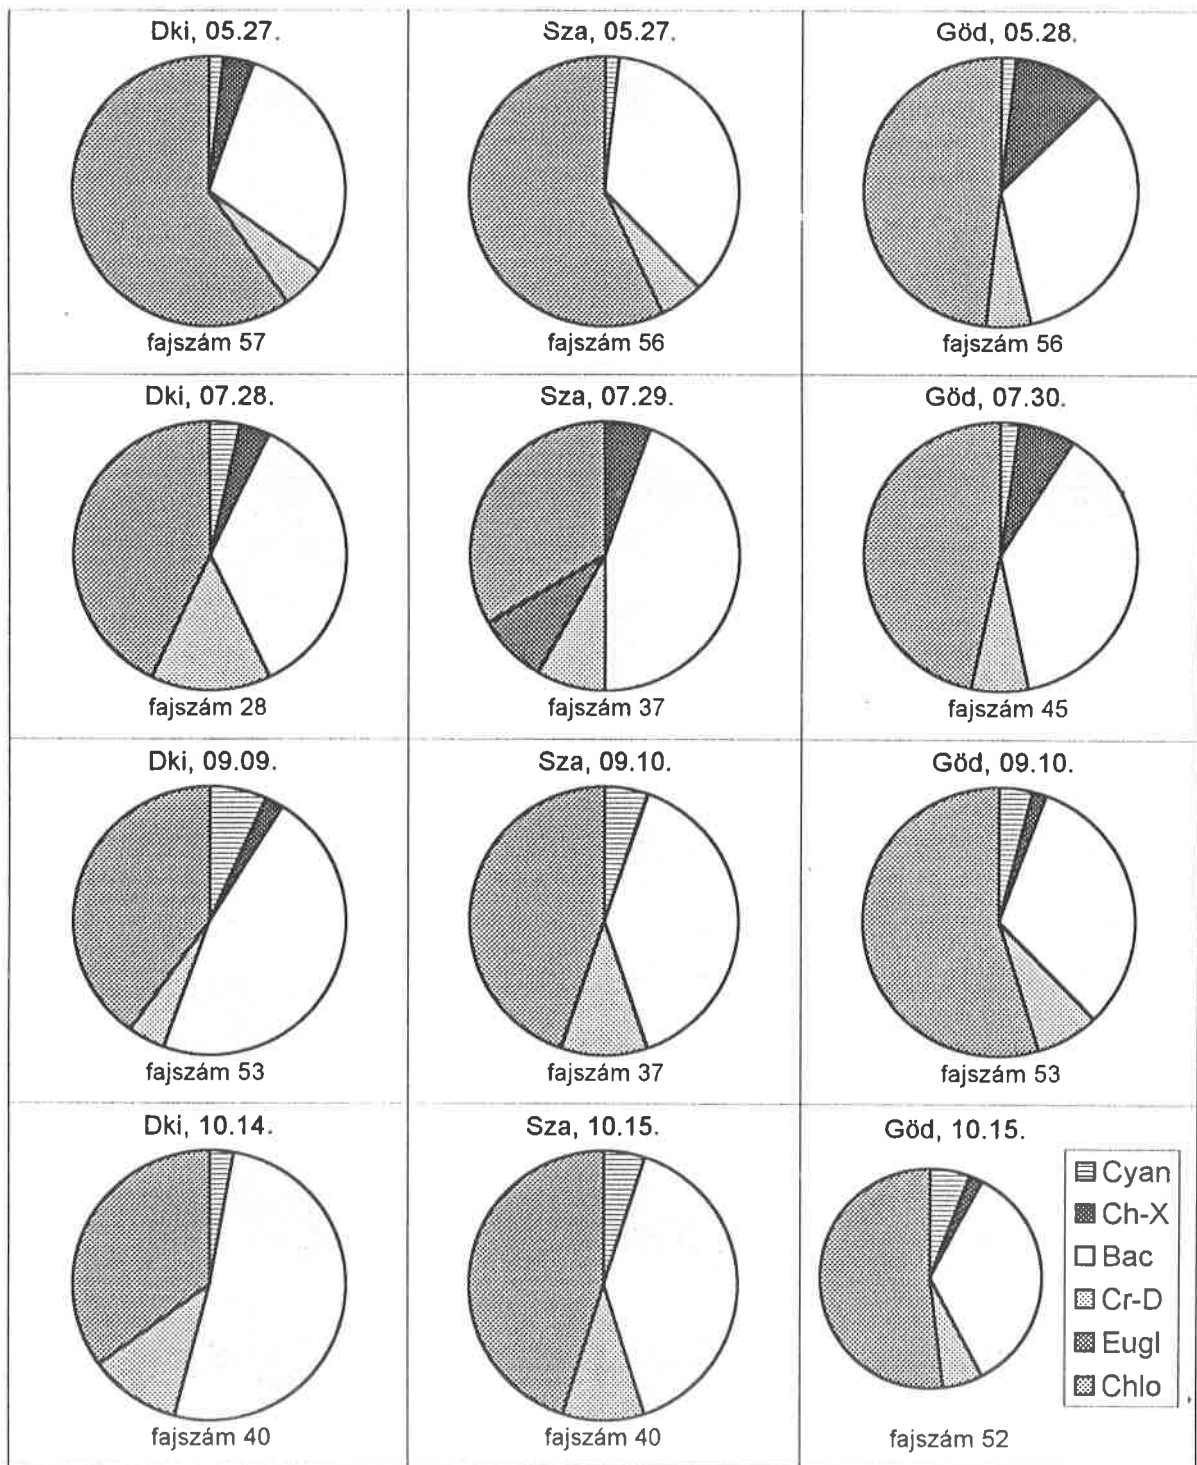 Dki, 05.27.
Sza, 05.27.
Göd, 05.28.
fajszám 57
fajszám 56
fajszám 56
Dki, 07.28.
Sza, 07.29.
Göd, 07.30.
fajszám 28
fajszám 37
fajszám 45
Dki, 09.09.
Sza, 09.10.
Göd, 09.10.
fajszám 53
fajszám 37
fajszám 53
Dki, 10.14.
Sza, 10.15.
Göd, 10.15.
Cyan
Ch-X
Bac
Cr-D
Eugl
Chlo
fajszám 40
fajszám 40
fajszám 52